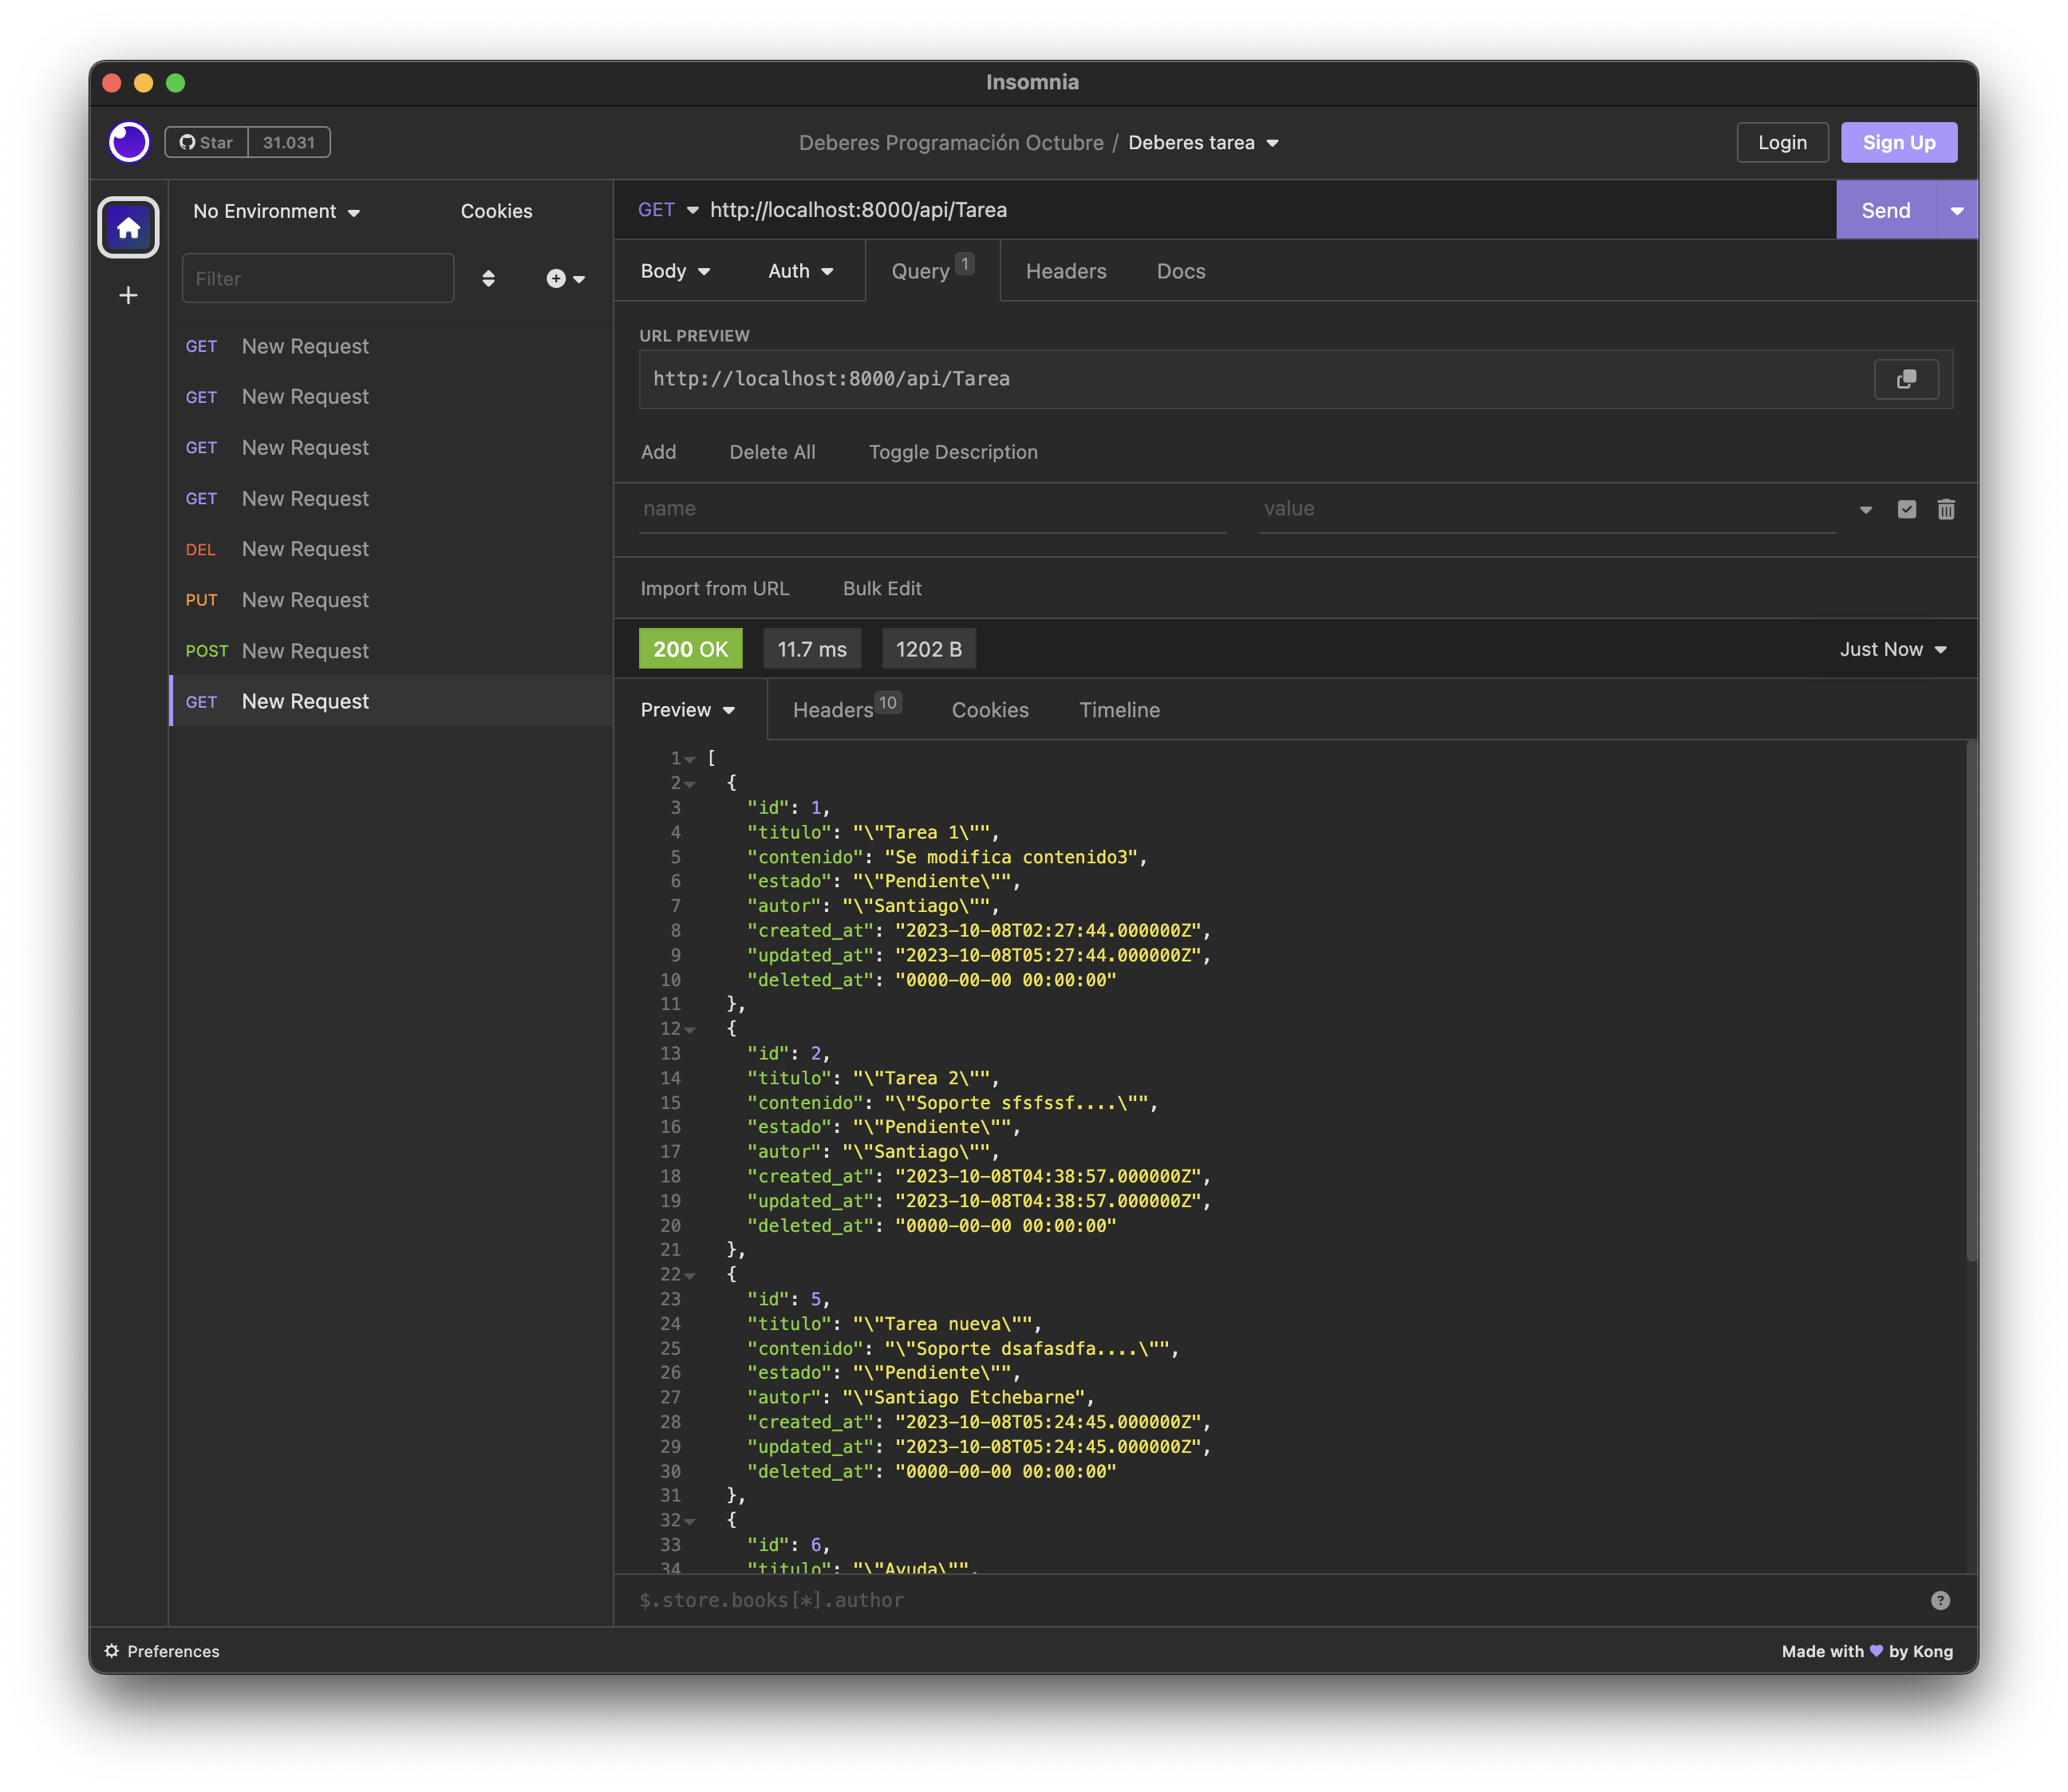 Insomnia
Star 31.031
Deberes Programación Octubre / Deberes tarea
Login
Sign Up
No Environment
Cookies
Filter
GET New Request
GET New Request
GET New Request
GET New Request
DEL New Request
PUT New Request
POST New Request
GET New Request
GET http://localhost:8000/api/Tarea
Send
Body
Auth
Query 1
Headers
Docs
URL PREVIEW
http://localhost:8000/api/Tarea
Add
Delete All
Toggle Description
name
value
Import from URL
Bulk Edit
200 OK
11.7 ms
1202 B
Just Now
Preview
Headers 10
Cookies
Timeline
1 [
2 {
3 "id": 1,
4 "titulo": "\"Tarea 1\"",
5 "contenido": "Se modifica contenido3",
6 "estado": "\"Pendiente\"",
7 "autor": "\"Santiago\"",
8 "created_at": "2023-10-08T02:27:44.000000Z",
9 "updated_at": "2023-10-08T05:27:44.000000Z",
10 "deleted_at": "0000-00-00 00:00:00"
11 },
12 {
13 "id": 2,
14 "titulo": "\"Tarea 2\"",
15 "contenido": "\"Soporte sfsfssf....\"",
16 "estado": "\"Pendiente\"",
17 "autor": "\"Santiago\"",
18 "created_at": "2023-10-08T04:38:57.000000Z",
19 "updated_at": "2023-10-08T04:38:57.000000Z",
20 "deleted_at": "0000-00-00 00:00:00"
21 },
22 {
23 "id": 5,
24 "titulo": "\"Tarea nueva\"",
25 "contenido": "\"Soporte dsafasdfa....\"",
26 "estado": "\"Pendiente\"",
27 "autor": "\"Santiago Etchebarne",
28 "created_at": "2023-10-08T05:24:45.000000Z",
29 "updated_at": "2023-10-08T05:24:45.000000Z",
30 "deleted_at": "0000-00-00 00:00:00"
31 },
32 {
33 "id": 6,
34 "titulo": "\"Ayuda\"",
$.store.books[*].author
?
Preferences
Made with by Kong